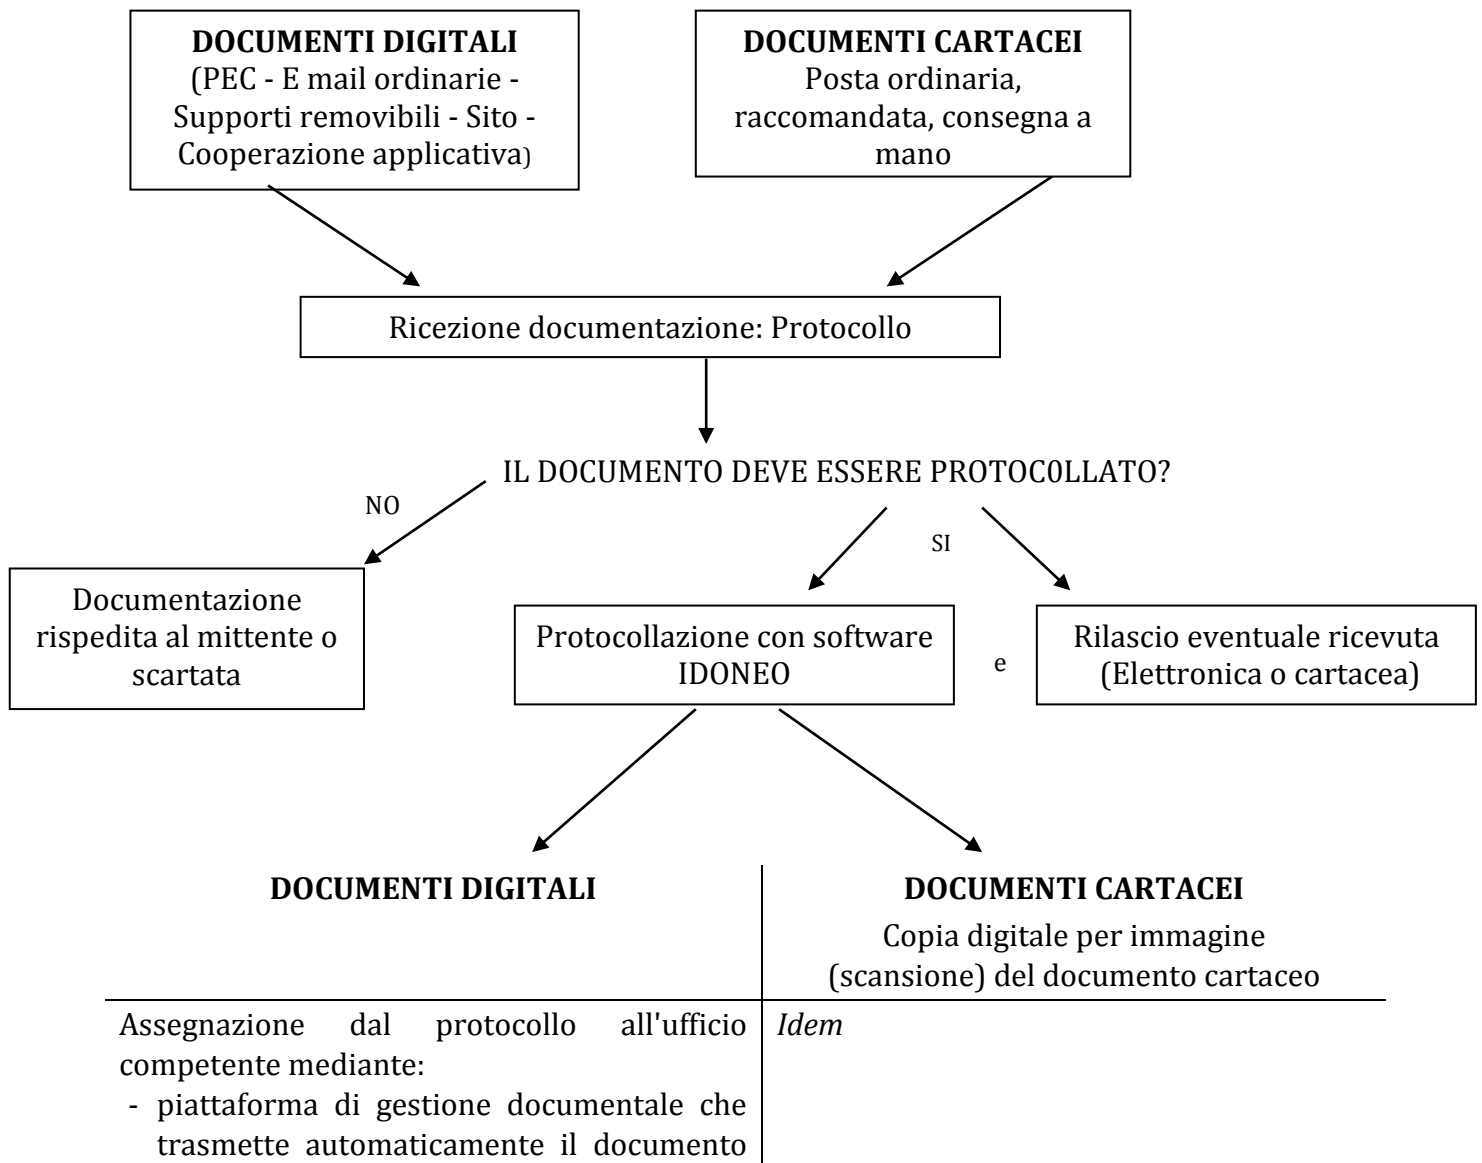 DOCUMENTI DIGITALI
(PEC - E mail ordinarie -
Supporti removibili - Sito -
Cooperazione applicativa)
DOCUMENTI CARTACEI
Posta ordinaria,
raccomandata, consegna a
mano
Ricezione documentazione: Protocollo
IL DOCUMENTO DEVE ESSERE PROTOC0LLATO?
NO
SI
Documentazione
rispedita al mittente o
scartata
Protocollazione con software
IDONEO
e
Rilascio eventuale ricevuta
(Elettronica o cartacea)
DOCUMENTI DIGITALI
DOCUMENTI CARTACEI
Copia digitale per immagine
(scansione) del documento cartaceo
Assegnazione dal protocollo all'ufficio
competente mediante:
- piattaforma di gestione documentale che
trasmette automaticamente il documento
Idem